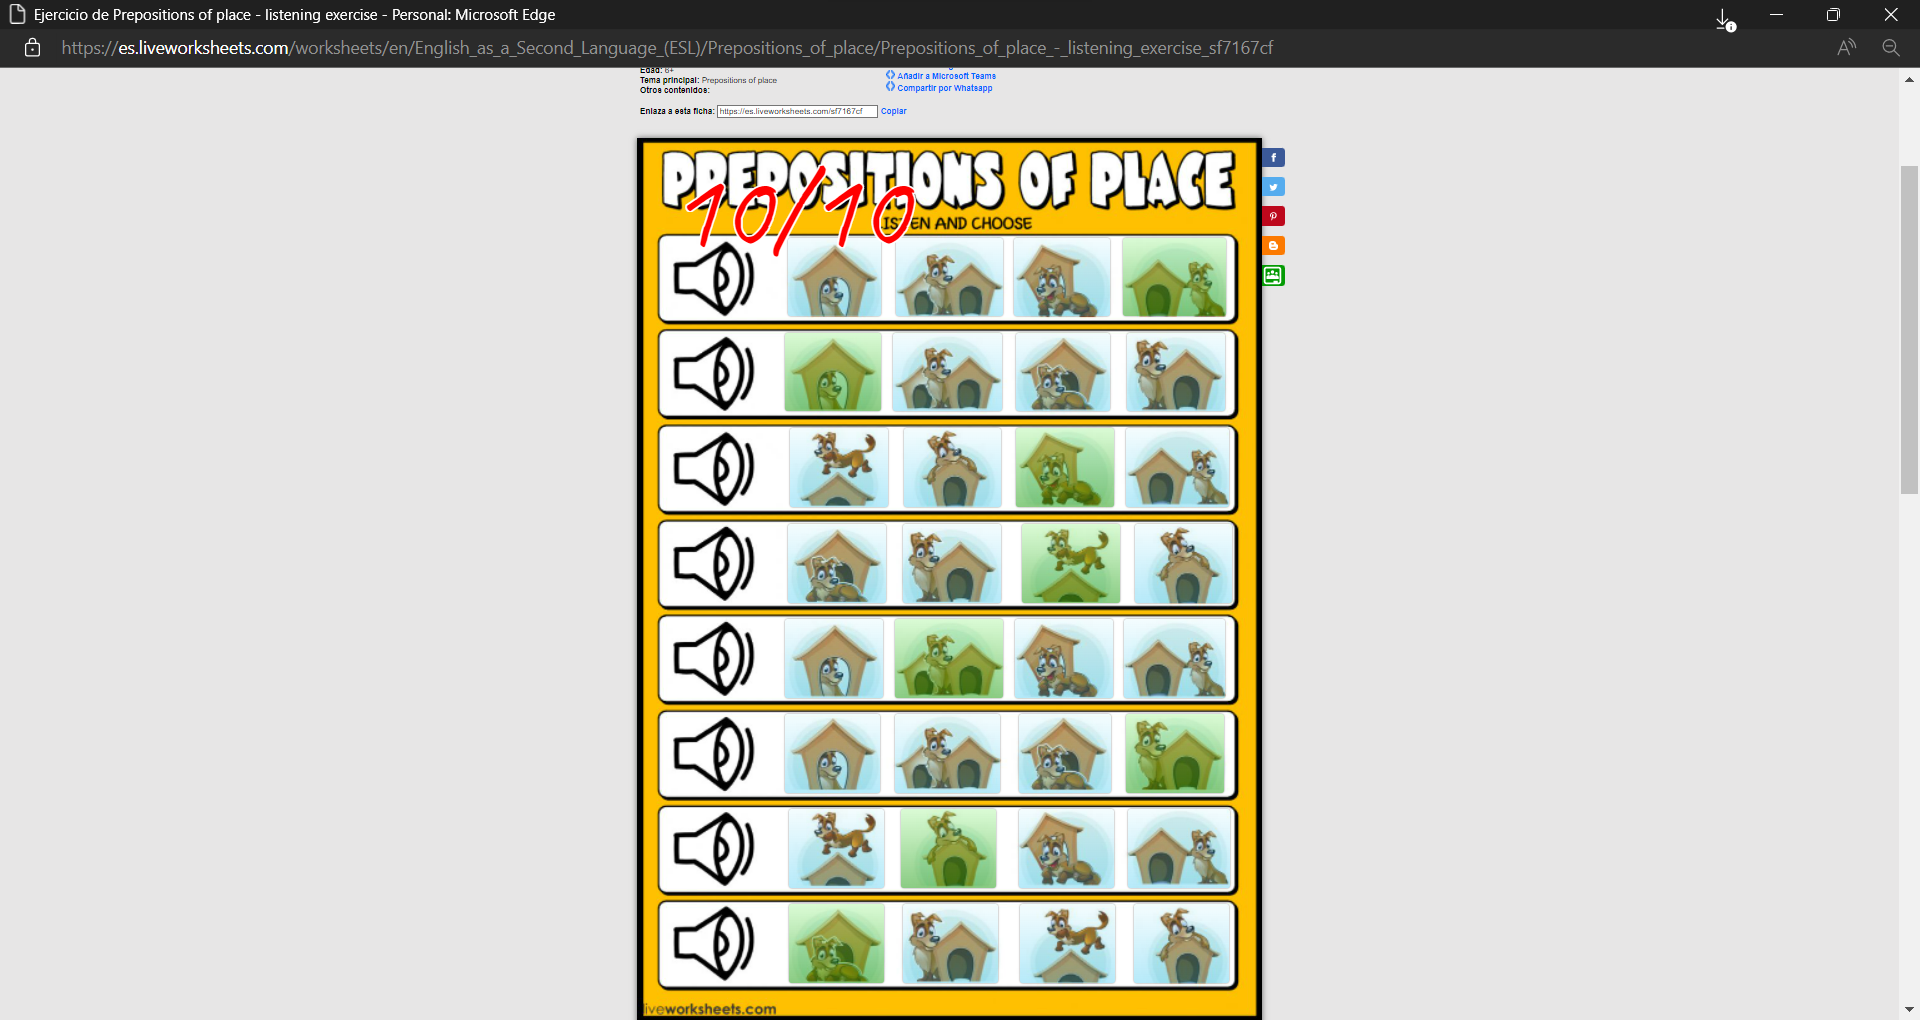 Ejercicio de Prepositions of place - listening exercise - Personal: Microsoft Edge
https://es.liveworksheets.com/worksheets/en/English_as_a_Second_Language_(ESL)/Prepositions_of_place/Prepositions_of_place_-_listening_exercise_sf7167cf
Edad: 6+
Tema principal: Prepositions of place
Otros contenidos:
Añadir a Microsoft Teams
Compartir por Whatsapp
Enlaza a esta ficha: https://es.liveworksheets.com/sf7167cf Copiar
PREPOSITIONS OF PLACE
10/10
LISTEN AND CHOOSE
liveworksheets.com